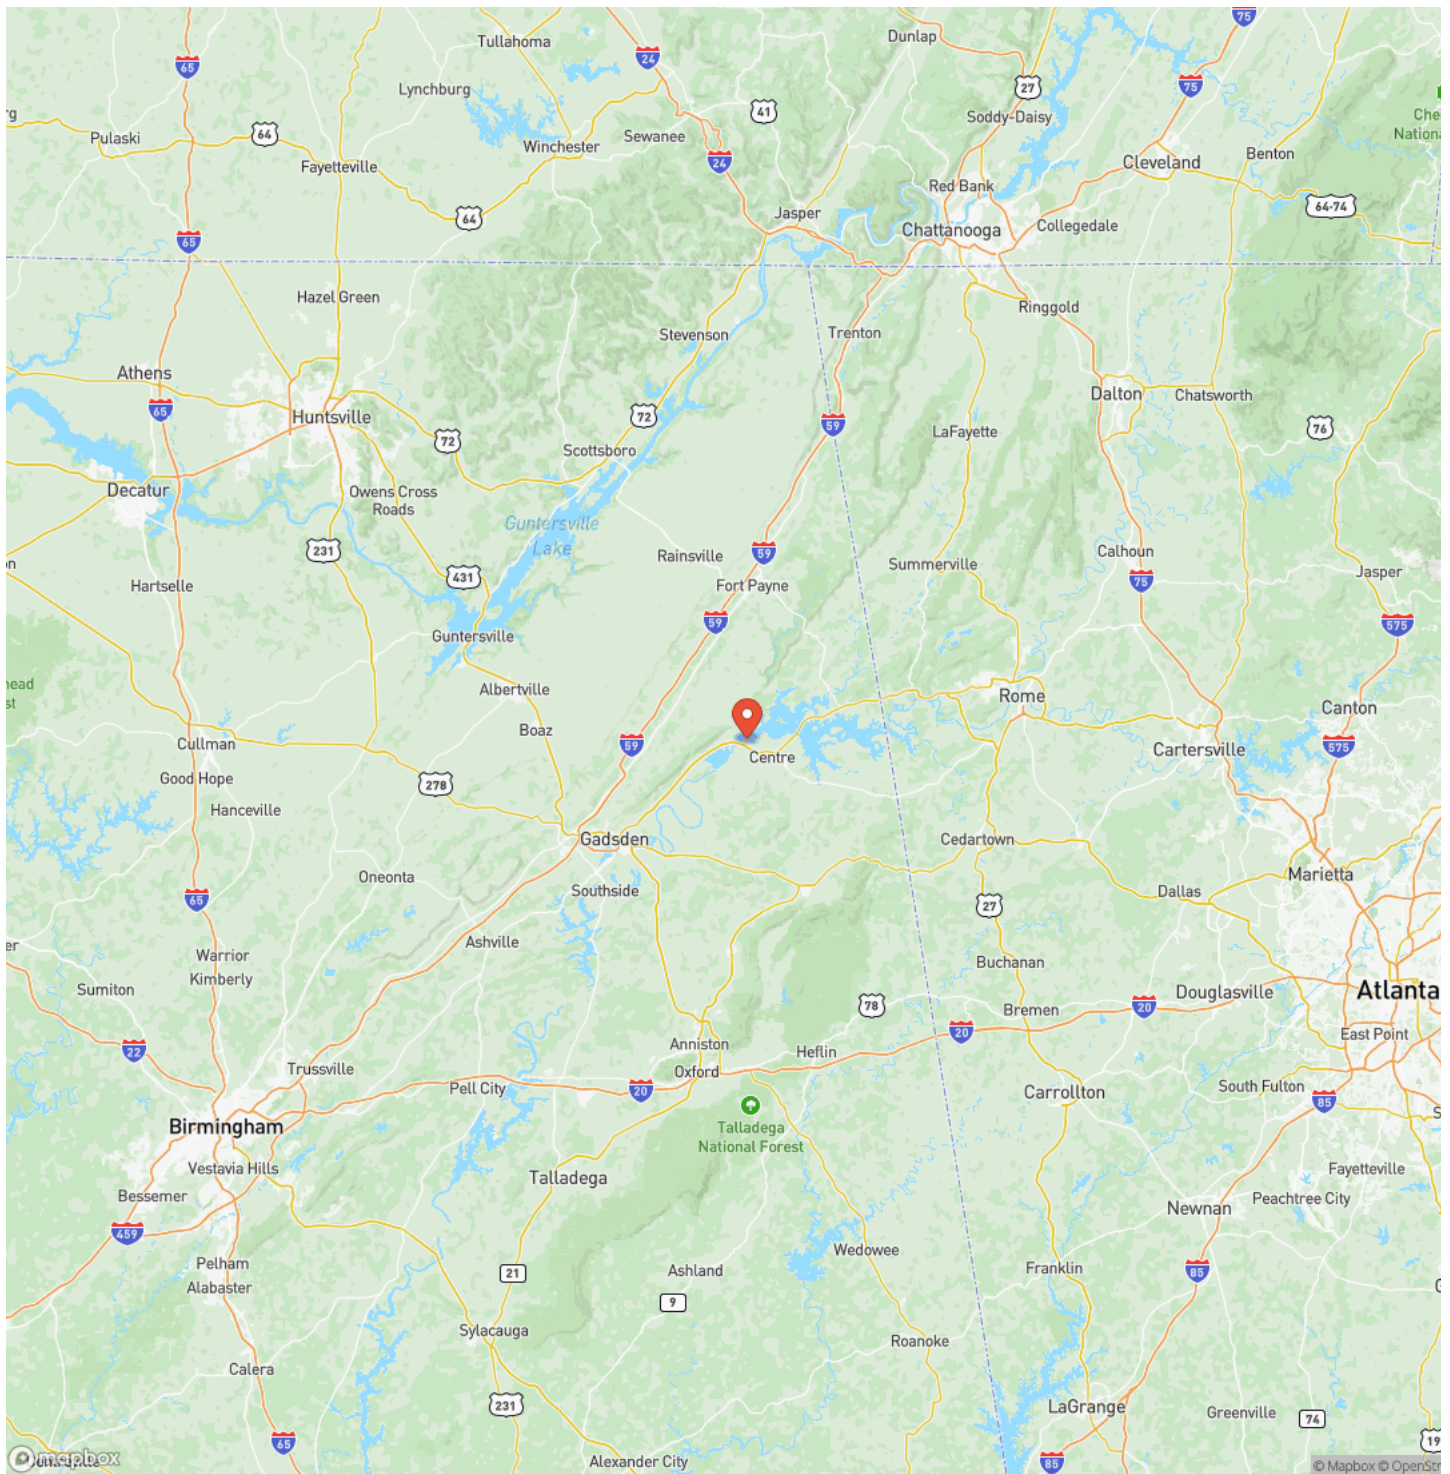 75
Tullahoma
Dunlap
65
24
75
27
Lynchburg
41
Soddy-Daisy
64
Pulaski
Sewanee
Winchester
Fayetteville
24
Cleveland
Benton
Red Bank
64
64-74
Jasper
Chattanooga
Collegedale
65
Hazel Green
Ringgold
Stevenson
Trenton
Athens
Dalton
Chatsworth
65
Huntsville
72
59
72
LaFayette
76
Scottsboro
Decatur
Owens Cross
Roads
Guntersville
Lake
231
59
Rainsville
Calhoun
Summerville
Jasper
431
75
Hartselle
Fort Payne
59
575
Guntersville
Albertville
Rome
Canton
Boaz
Cullman
59
Cartersville
575
Centre
Good Hope
278
Hanceville
Gadsden
Cedartown
Marietta
Oneonta
Southside
Dallas
65
27
Ashville
Warrior
Buchanan
Kimberly
Sumiton
Douglasville
Atlanta
78
Bremen
20
20
East Point
Anniston
22
Heflin
Trussville
Oxford
Pell City
20
South Fulton
Carrollton
85
Birmingham
Talladega
National Forest
Vestavia Hills
Talladega
Fayetteville
Bessemer
Peachtree City
Newnan
459
Wedowee
Pelham
Ashland
Franklin
21
85
Alabaster
9
Sylacauga
Roanoke
Calera
231
LaGrange
Greenville
74
65
19
mapbox
Alexander City
85
© Mapbox © OpenStr